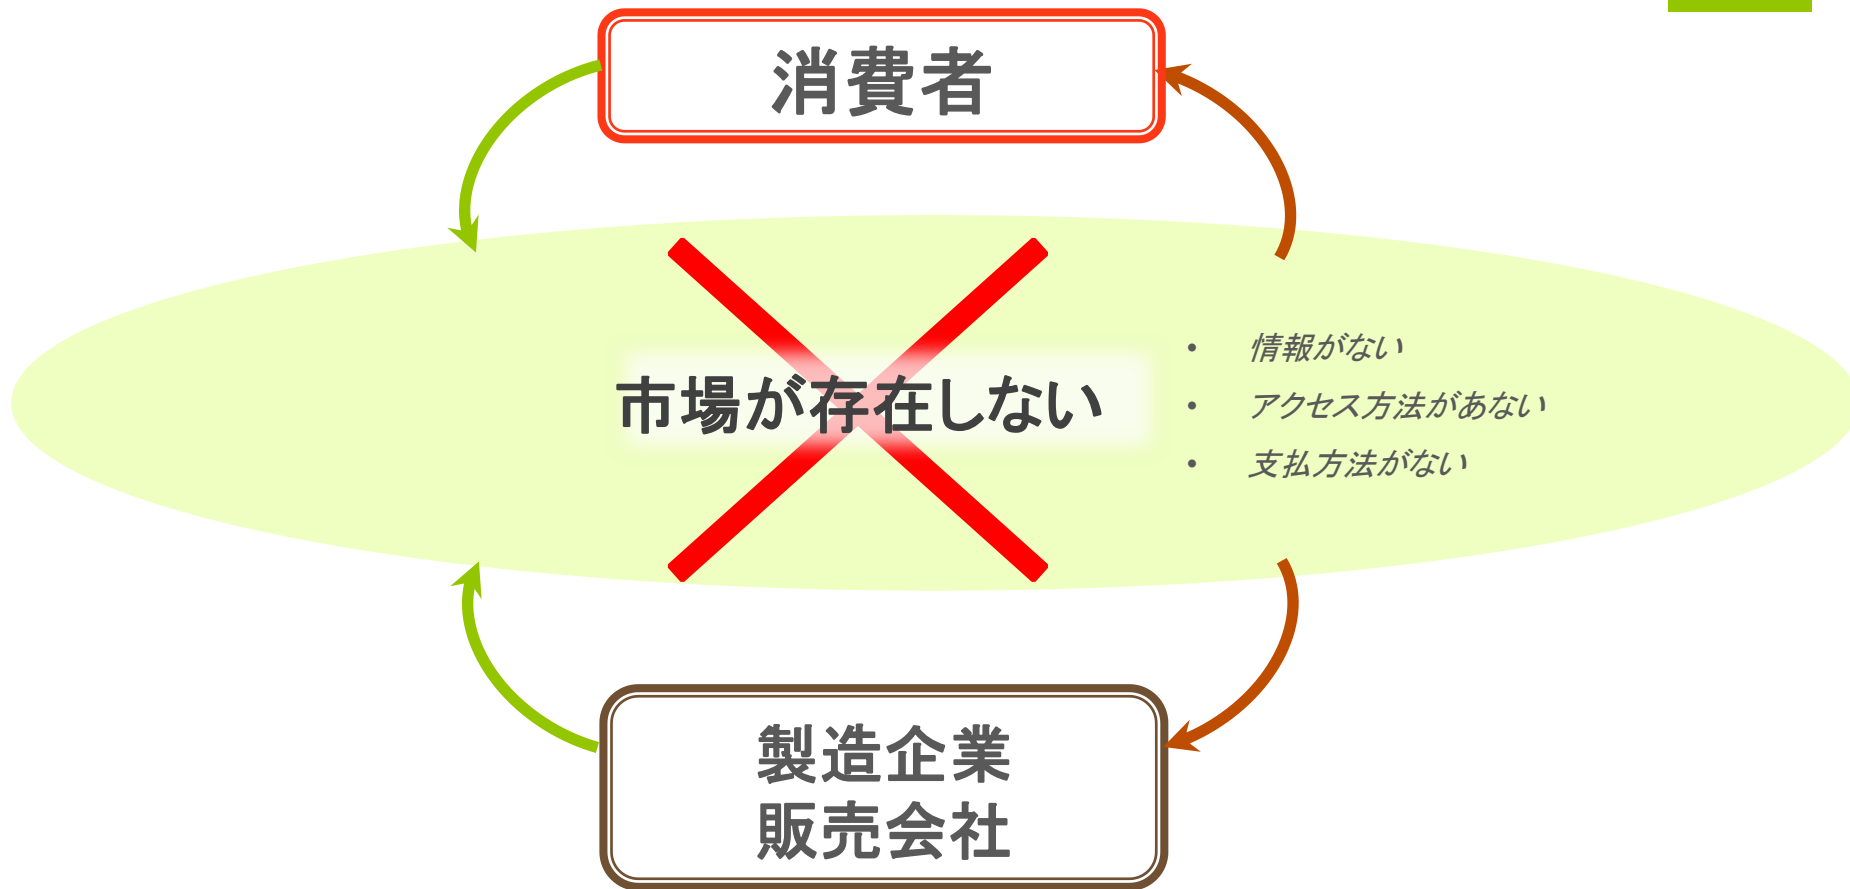 消費者
市場が存在しない
• 情報がない
• アクセス方法があない
• 支払方法がない
製造企業
販売会社